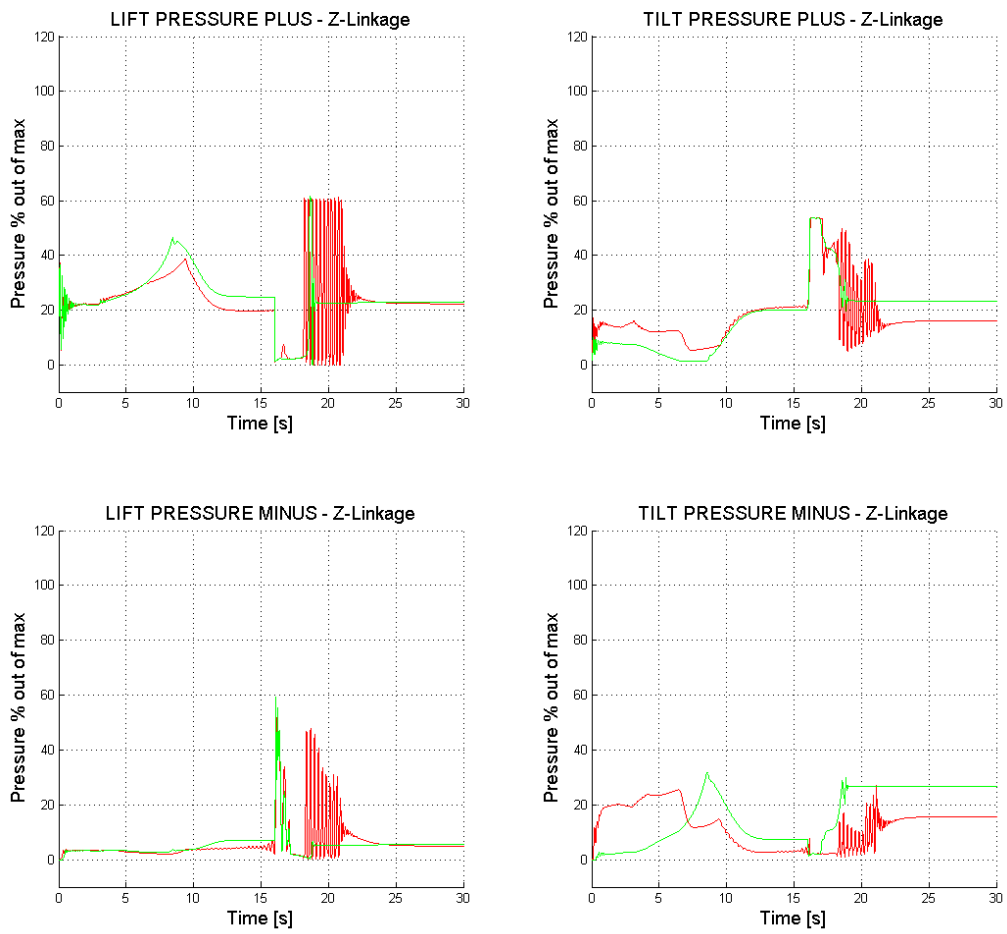 LIFT PRESSURE PLUS - Z-Linkage
120
100
80
60
40
20
0
Pressure % out of max
0 5 10 15 20 25 30
Time [s]
TILT PRESSURE PLUS - Z-Linkage
120
100
80
60
40
20
0
Pressure % out of max
0 5 10 15 20 25 30
Time [s]
LIFT PRESSURE MINUS - Z-Linkage
120
100
80
60
40
20
0
Pressure % out of max
0 5 10 15 20 25 30
Time [s]
TILT PRESSURE MINUS - Z-Linkage
120
100
80
60
40
20
0
Pressure % out of max
0 5 10 15 20 25 30
Time [s]